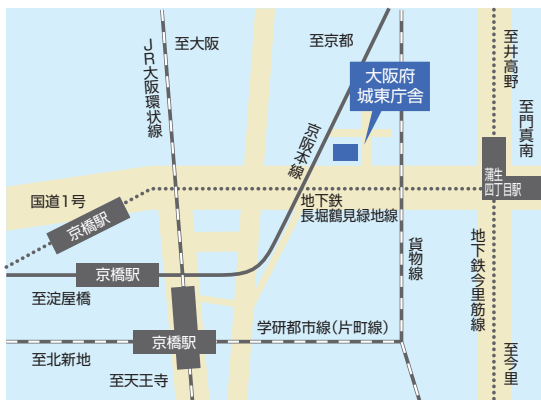 至大阪
至京都
JR大阪環状線
大阪府
城東庁舎
至井高野
至門真南
京阪本線
蒲生
四丁目駅
国道1号
地下鉄
長堀鶴見緑地線
京橋駅
貨物線
地下鉄今里筋線
京橋駅
至淀屋橋
学研都市線(片町線)
京橋駅
至北新地
至天王寺
至今里